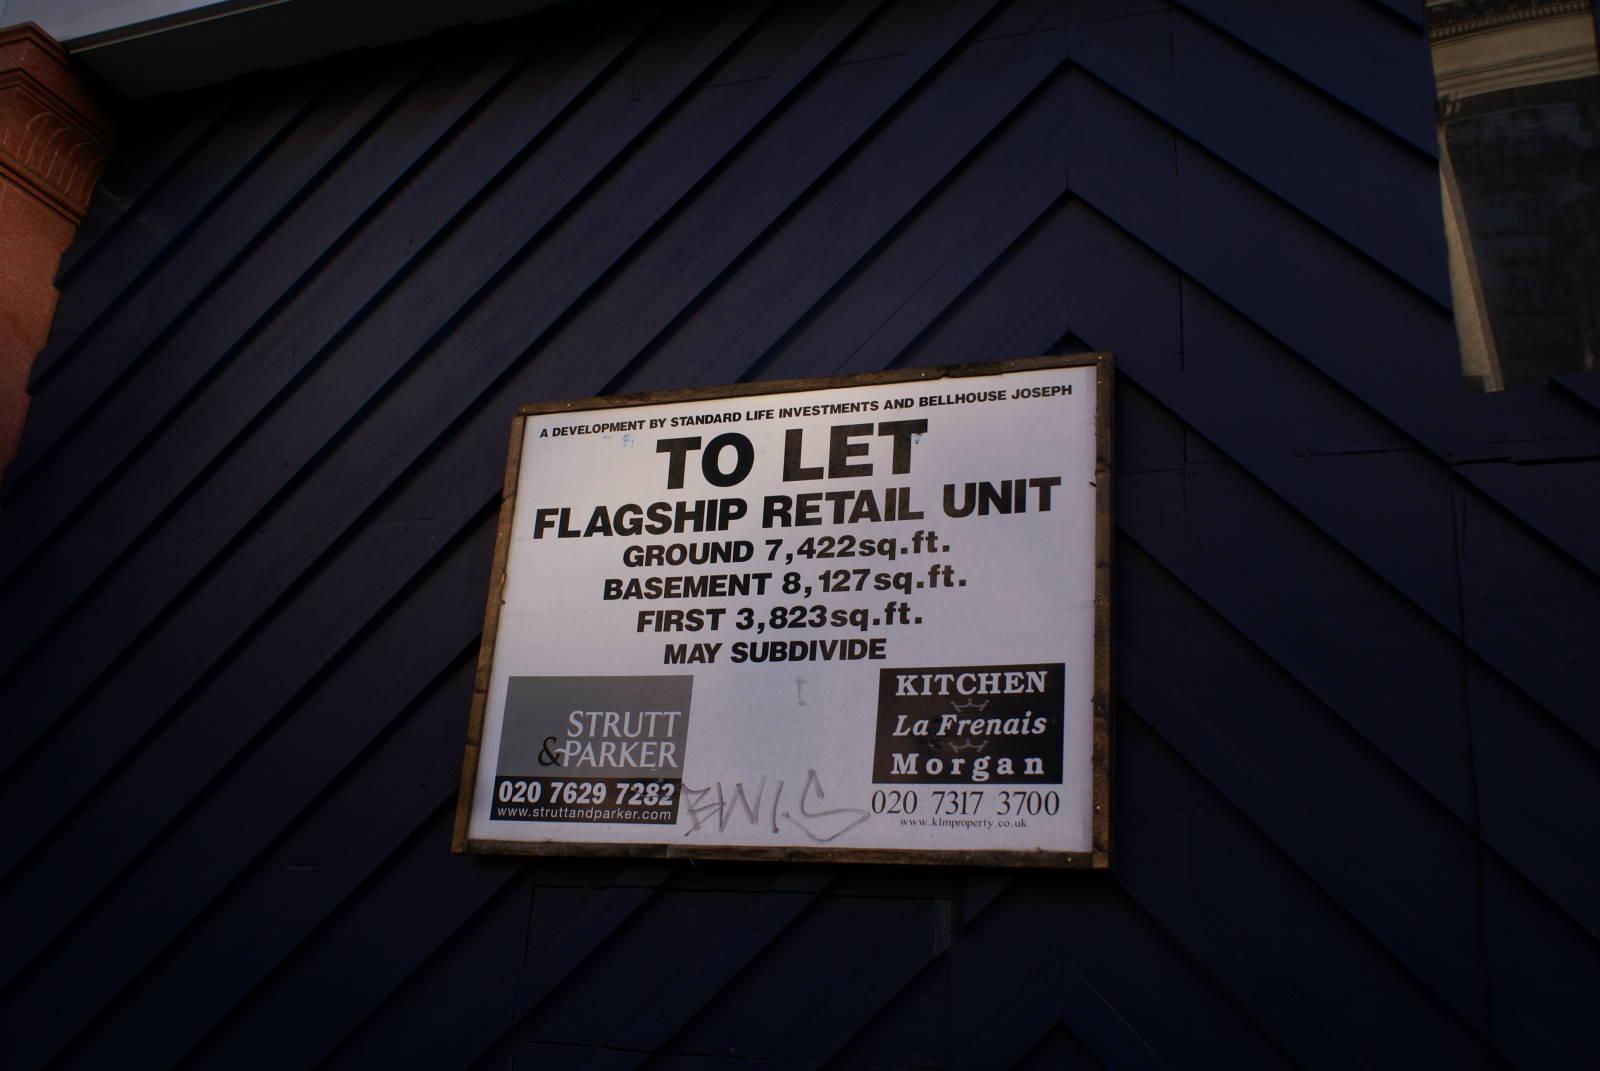 A DEVELOPMENT BY STANDARD LIFE INVESTMENTS AND BELLHOUSE JOSEPH
TO LET
FLAGSHIP RETAIL UNIT
GROUND 7,422sq.ft.
BASEMENT 8,127sq.ft.
FIRST 3,823sq.ft.
MAY SUBDIVIDE
STRUTT
&PARKER
020 7629 7282
www.struttandparker.com
KITCHEN
La Frenais
Morgan
020 7317 3700
www.klmproperty.co.uk